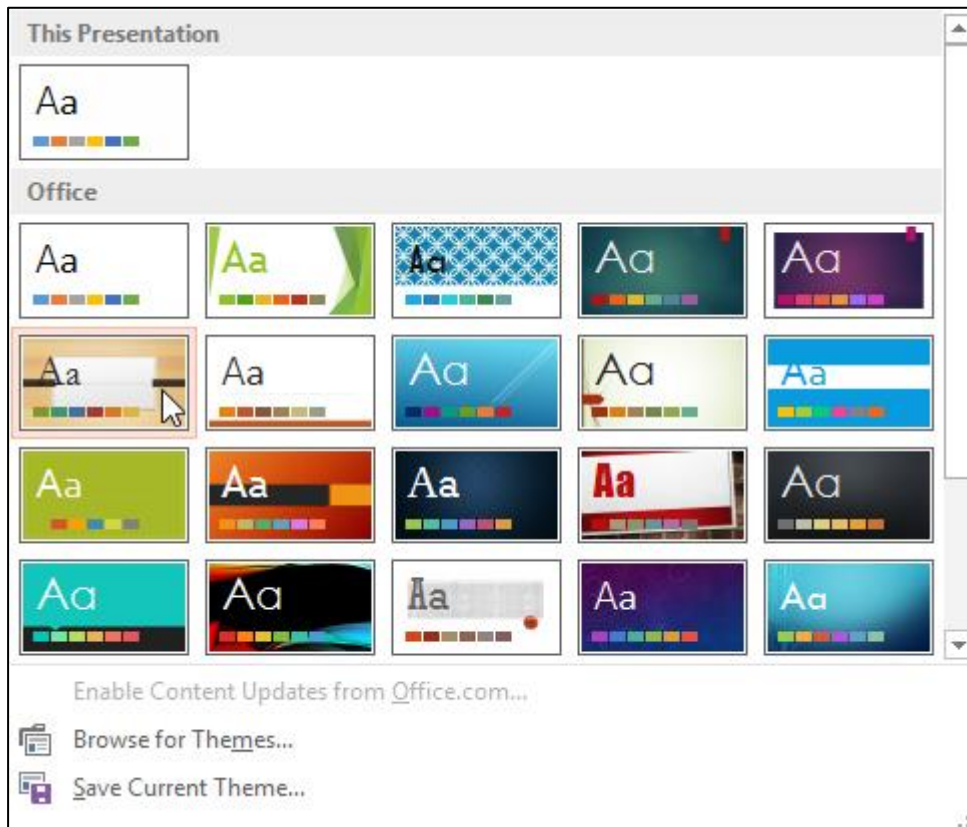 This Presentation
Aa
Office
Aa Aa Aa Aa Aa
Aa Aa Aa Aa Aa
Aa Aa Aa Aa Aa
Aa Aa Aa Aa Aa
Enable Content Updates from Office.com...
Browse for Themes...
Save Current Theme...